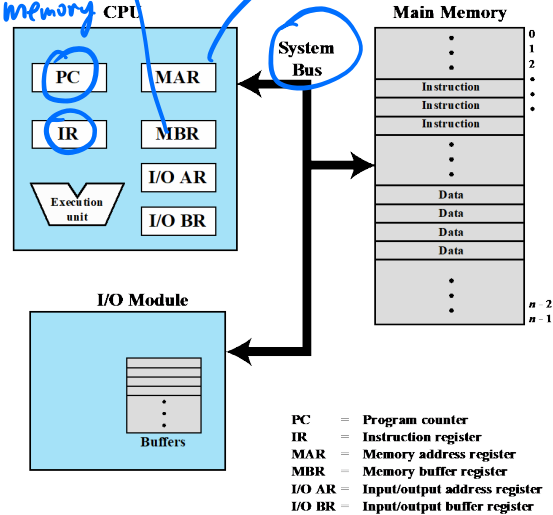 memory CPU
Main Memory
System
Bus
PC
MAR
IR
MBR
Execution
unit
I/O AR
I/O BR
0
1
2
Instruction
Instruction
Instruction
Data
Data
Data
Data
n - 2
n - 1
I/O Module
Buffers
PC = Program counter
IR = Instruction register
MAR = Memory address register
MBR = Memory buffer register
I/O AR = Input/output address register
I/O BR = Input/output buffer register